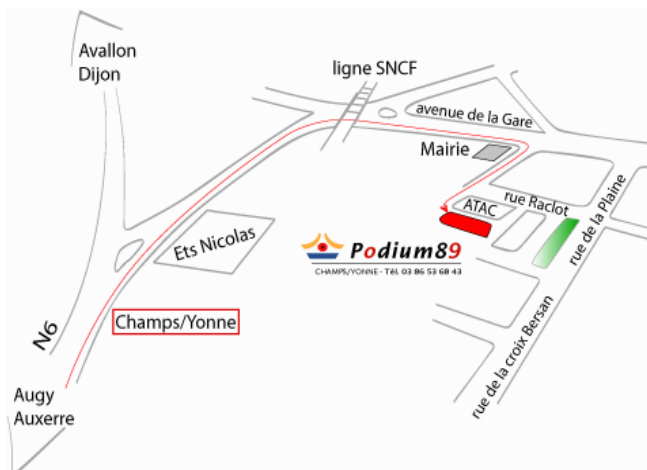 Avallon
Dijon
ligne SNCF
avenue de la Gare
Mairie
rue Raclot
ATAC
rue de la Plaine
Ets Nicolas
Podium89
CHAMPS/YONNE - Tél. 03 86 53 68 43
Champs/Yonne
N6
rue de la croix Bersan
Augy
Auxerre